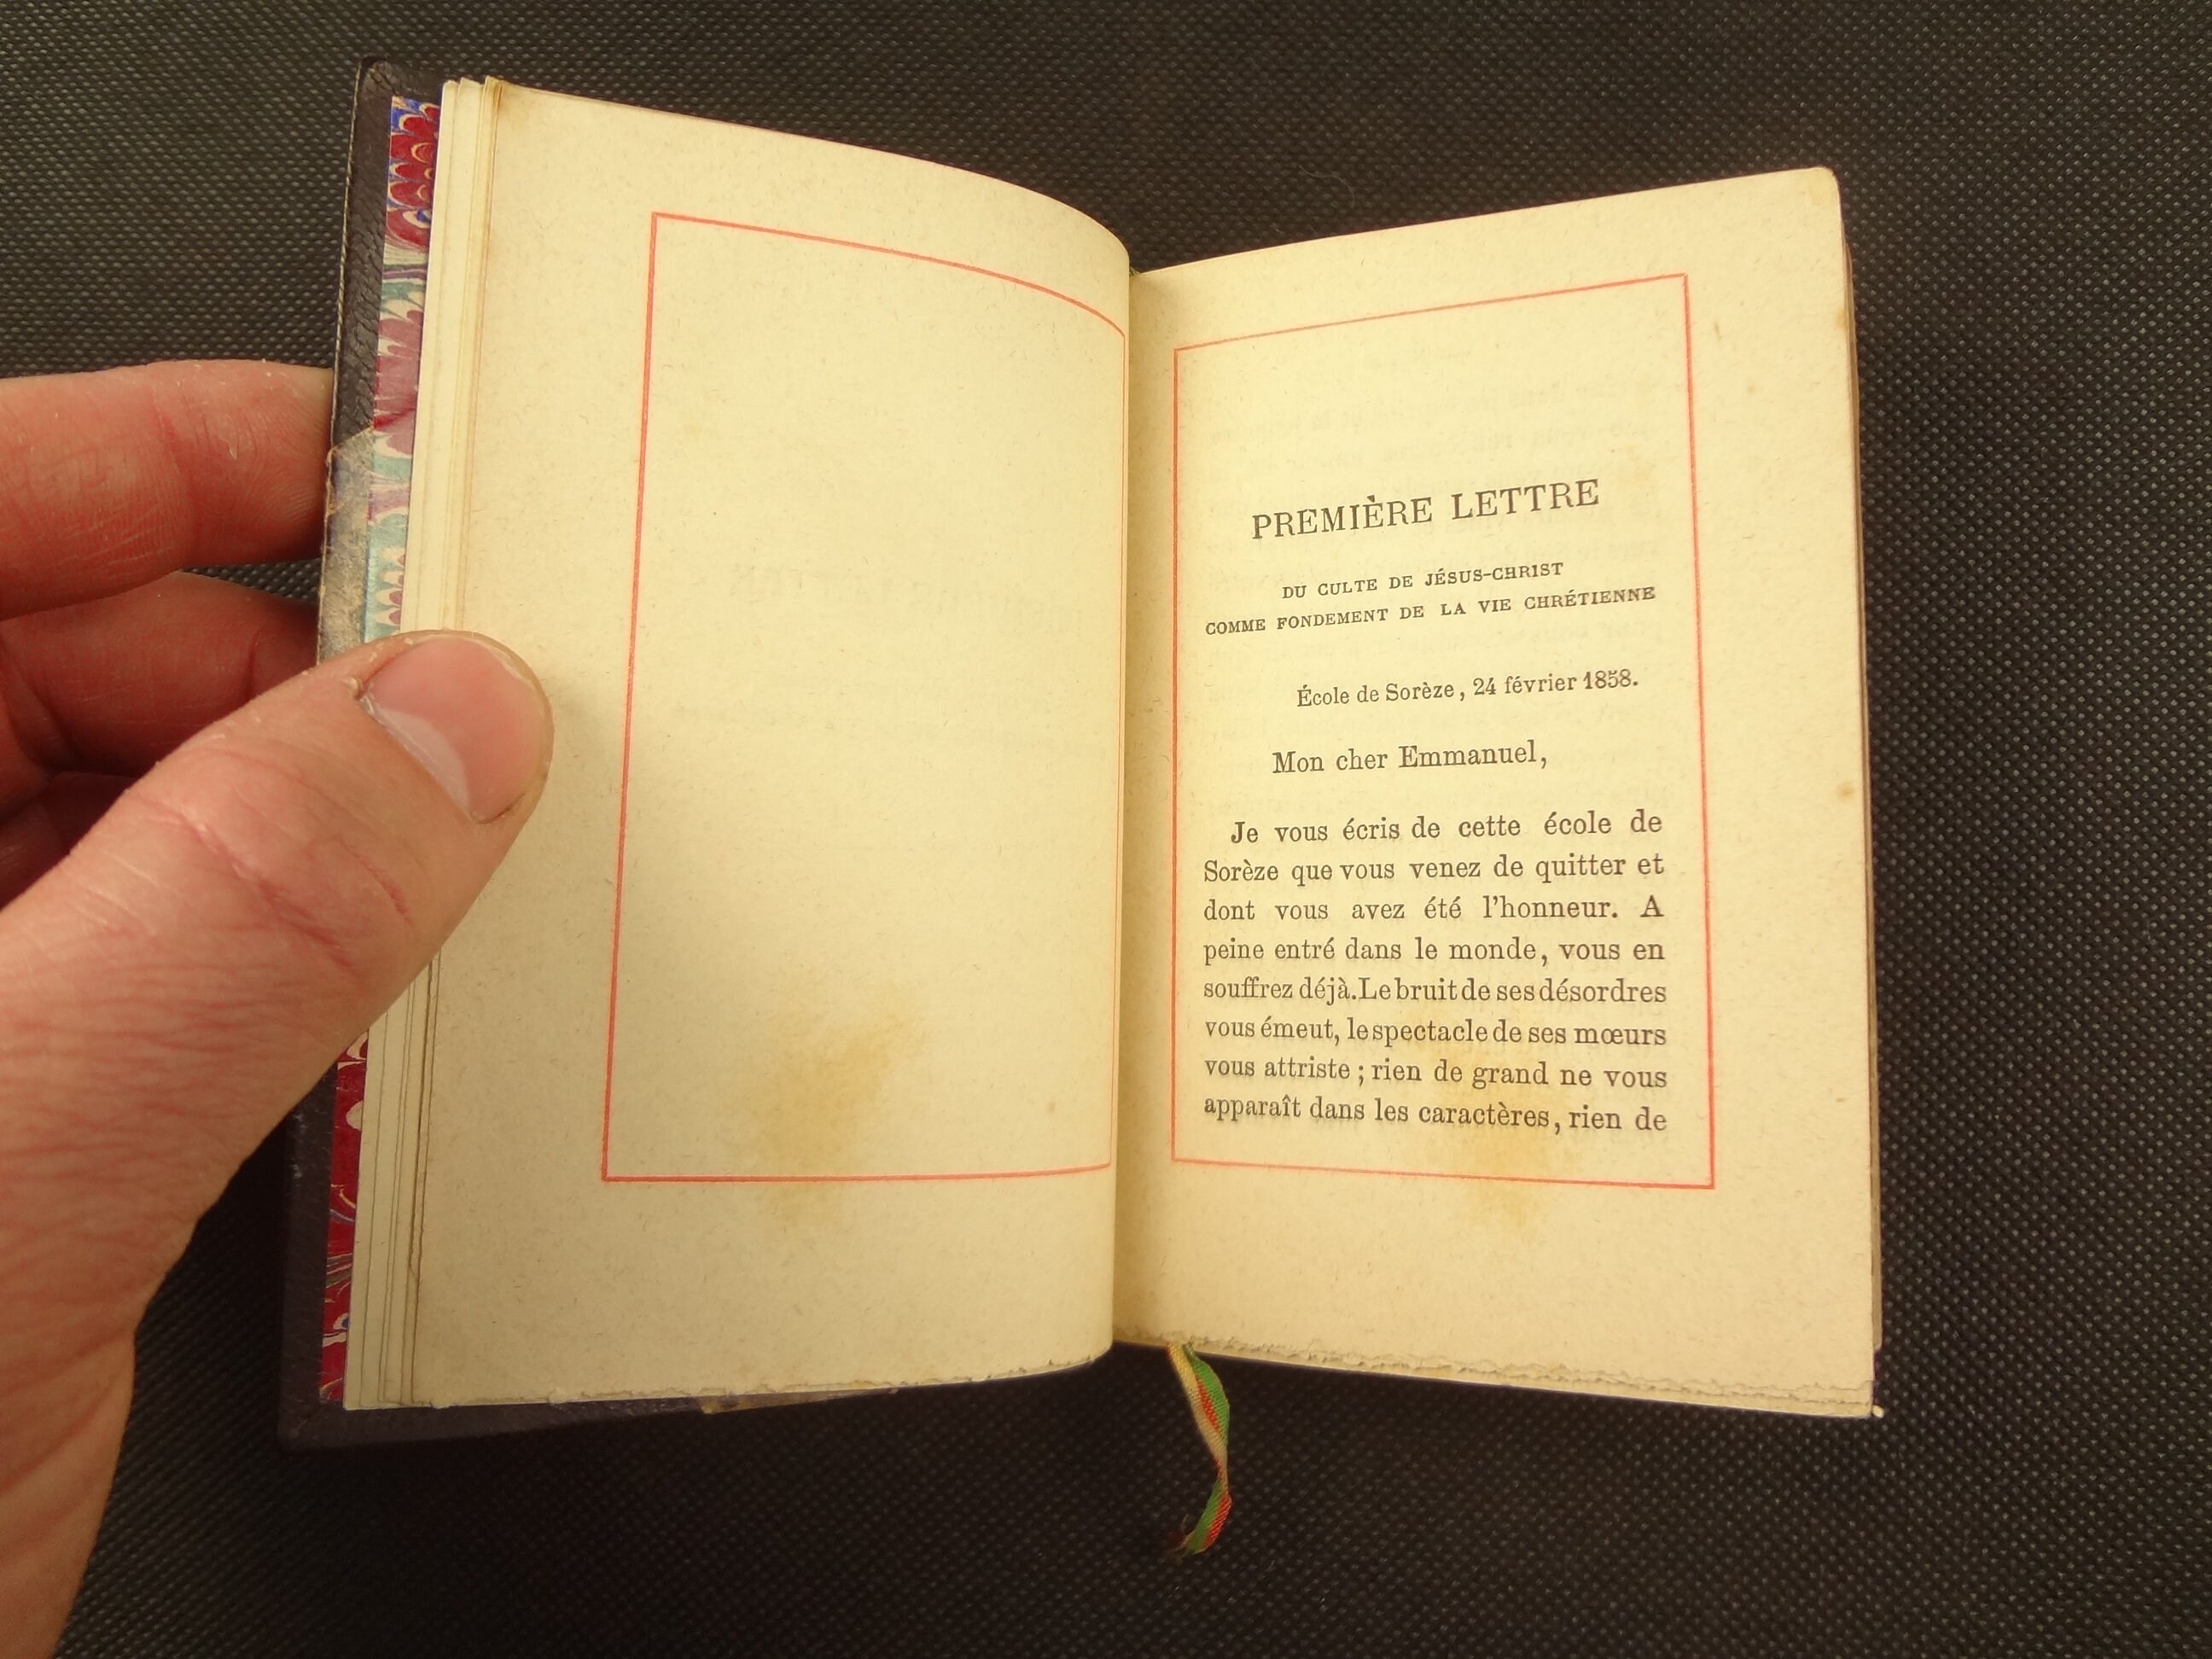 PREMIÈRE LETTRE
DU CULTE DE JÉSUS-CHRIST
COMME FONDEMENT DE LA VIE CHRÉTIENNE
École de Sorèze, 24 février 1858.
Mon cher Emmanuel,
Je vous écris de cette école de
Sorèze que vous venez de quitter et
dont vous avez été l'honneur. A
peine entré dans le monde, vous en
souffrez déjà. Le bruit de ses désordres
vous émeut, le spectacle de ses mœurs
vous attriste ; rien de grand ne vous
apparaît dans les caractères, rien de